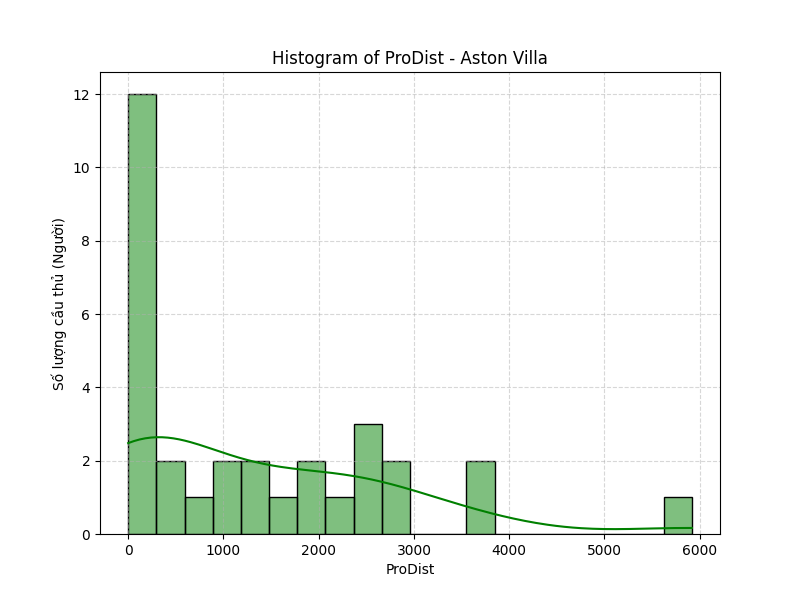 Histogram of ProDist - Aston Villa
Số lượng cầu thủ (Người)
12
10
8
6
4
2
0
0 1000 2000 3000 4000 5000 6000
ProDist